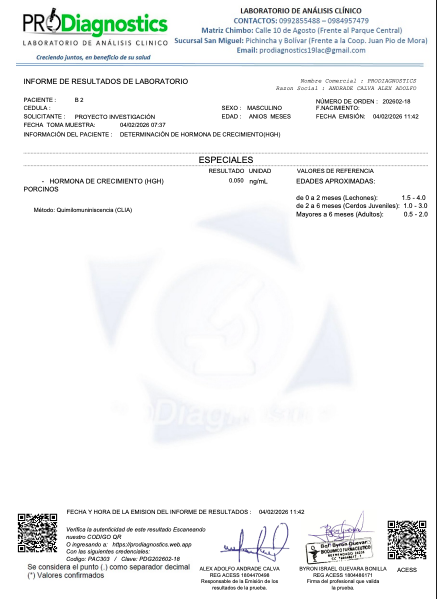 PRODiagnostics
LABORATORIO DE ANÁLISIS CLÍNICO
Creciendo juntos, en beneficio de su salud
LABORATORIO DE ANÁLISIS CLÍNICO
CONTACTOS: 0992855488 – 0984957479
Matriz Chimbo: Calle 10 de Agosto (Frente al Parque Central)
Sucursal San Miguel: Pichincha y Bolívar (Frente a la Coop. Juan Pio de Mora)
Email: prodiagnostics19lac@gmail.com
INFORME DE RESULTADOS DE LABORATORIO
Nombre Comercial : PRODIAGNOSTICS
Razon Social : ANDRADE CALVA ALEX ADOLFO
PACIENTE : B 2 NÚMERO DE ORDEN : 202602-18
CEDULA : SEXO : MASCULINO F.NACIMIENTO:
SOLICITANTE : PROYECTO INVESTIGACIÓN EDAD : ANIOS MESES FECHA EMISIÓN: 04/02/2026 11:42
FECHA TOMA MUESTRA: 04/02/2026 07:37
INFORMACIÓN DEL PACIENTE : DETERMINACIÓN DE HORMONA DE CRECIMIENTO(HGH)
ESPECIALES
RESULTADO UNIDAD VALORES DE REFERENCIA
- HORMONA DE CRECIMIENTO (HGH) 0.050 ng/mL EDADES APROXIMADAS:
PORCINOS
de 0 a 2 meses (Lechones): 1.5 - 4.0
de 2 a 6 meses (Cerdos Juveniles): 1.0 - 3.0
Método: Quimilomuniniscencia (CLIA)
Mayores a 6 meses (Adultos): 0.5 - 2.0
FECHA Y HORA DE LA EMISION DEL INFORME DE RESULTADOS : 04/02/2026 11:42
Verifica la autenticidad de este resultado Escaneando
nuestro CODIGO QR
O ingresando a: https://prodiagnostics.web.app
Con las siguientes credenciales:
Codigo: PAC303 / Clave: PDG202602-18
Se considera el punto (.) como separador decimal
(*) Valores confirmados
ALEX ADOLFO ANDRADE CALVA
REG ACESS 1804470498
Responsable de la Emisión de los
resultados de la prueba.
BYRON ISRAEL GUEVARA BONILLA
REG ACESS 1804486171
Firma del profesional que valida
la prueba.
ACESS